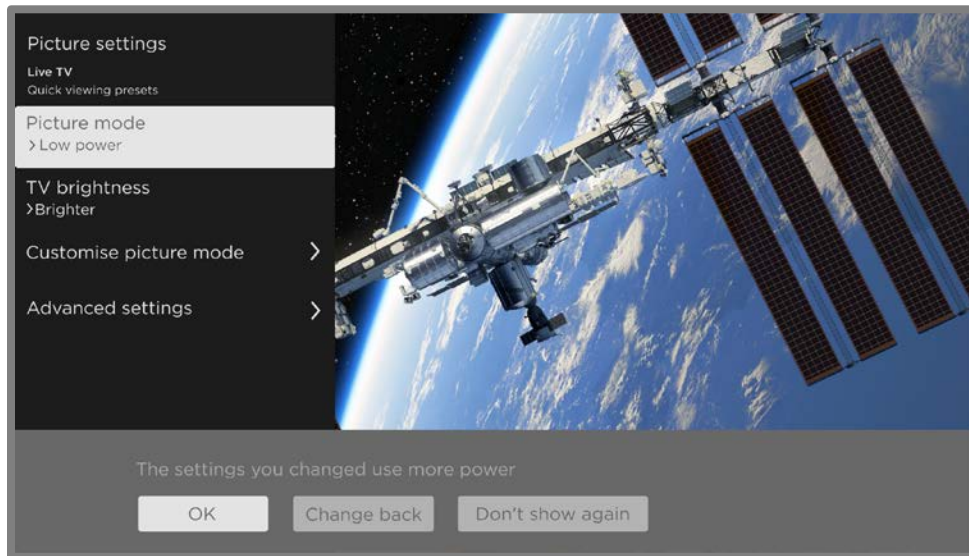 Picture settings
Live TV
Quick viewing presets
Picture mode
>Low power
TV brightness
>Brighter
Customise picture mode >
Advanced settings >
The settings you changed use more power
OK Change back Don't show again